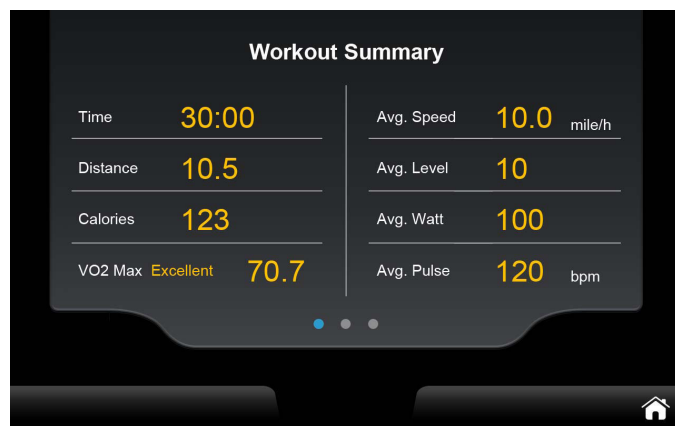 Workout Summary
Time 30:00
Distance 10.5
Calories 123
VO2 Max Excellent 70.7
Avg. Speed 10.0 mile/h
Avg. Level 10
Avg. Watt 100
Avg. Pulse 120 bpm